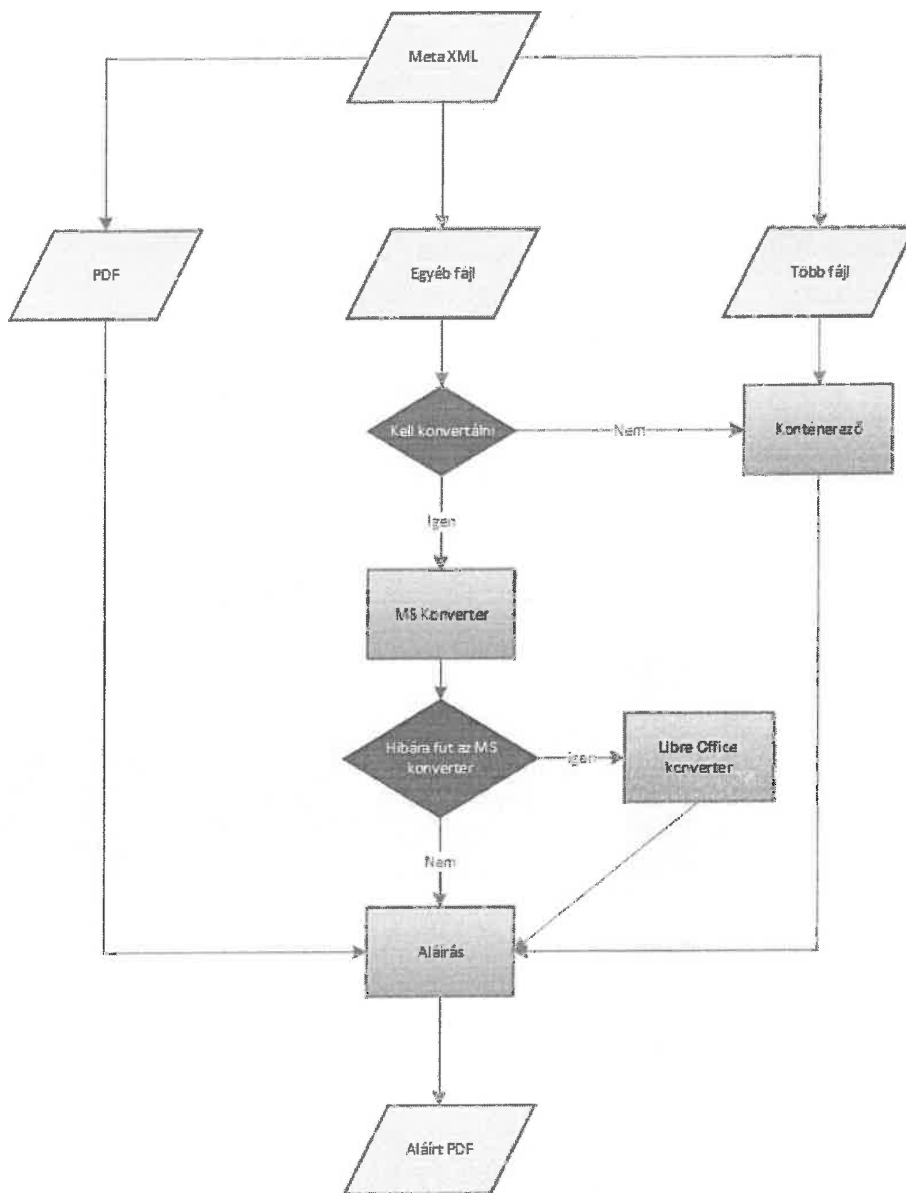 Meta XML
PDF
Egyéb fájl
Több fájl
Kell konvertálni
Nem
Konténerező
Igen
MS Konverter
Hibára fut az MS
konverter
Igen
Libre Office
konverter
Nem
Aláírás
Aláírt PDF